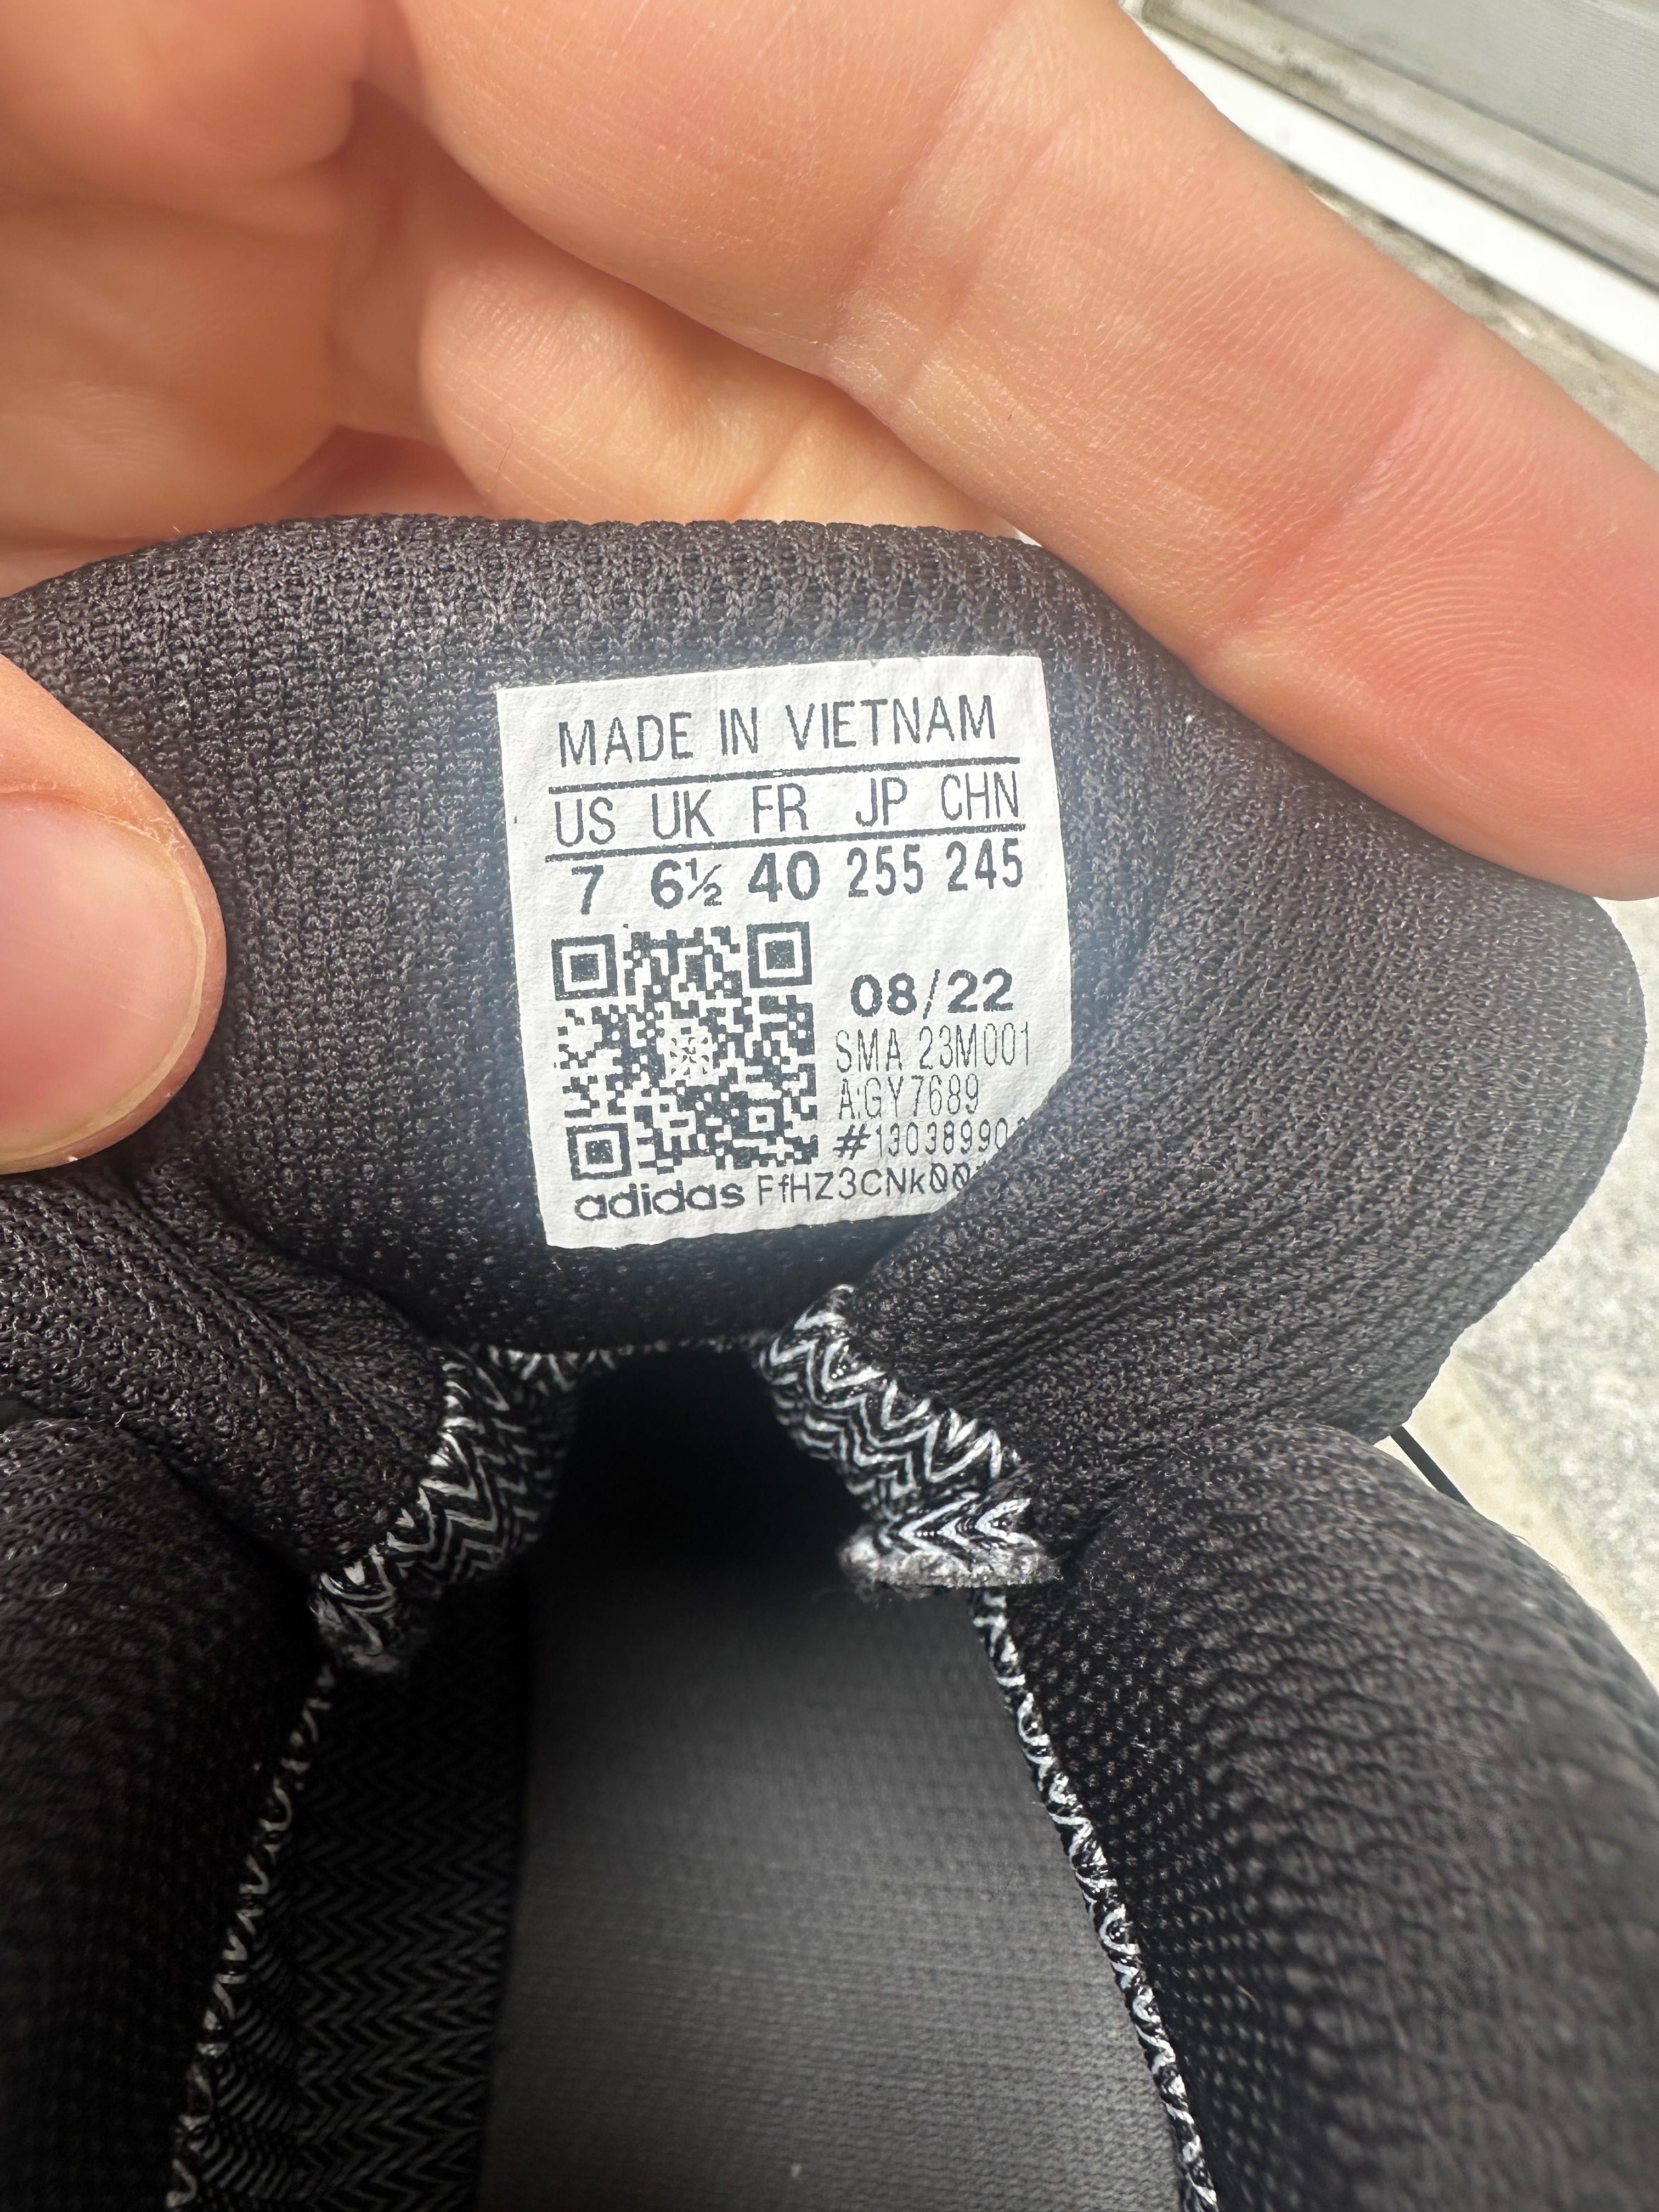 MADE IN VIETNAM
US UK FR JP CHN
7 6½ 40 255 245
08/22
SMA 23M001
A:GY7689
adidas